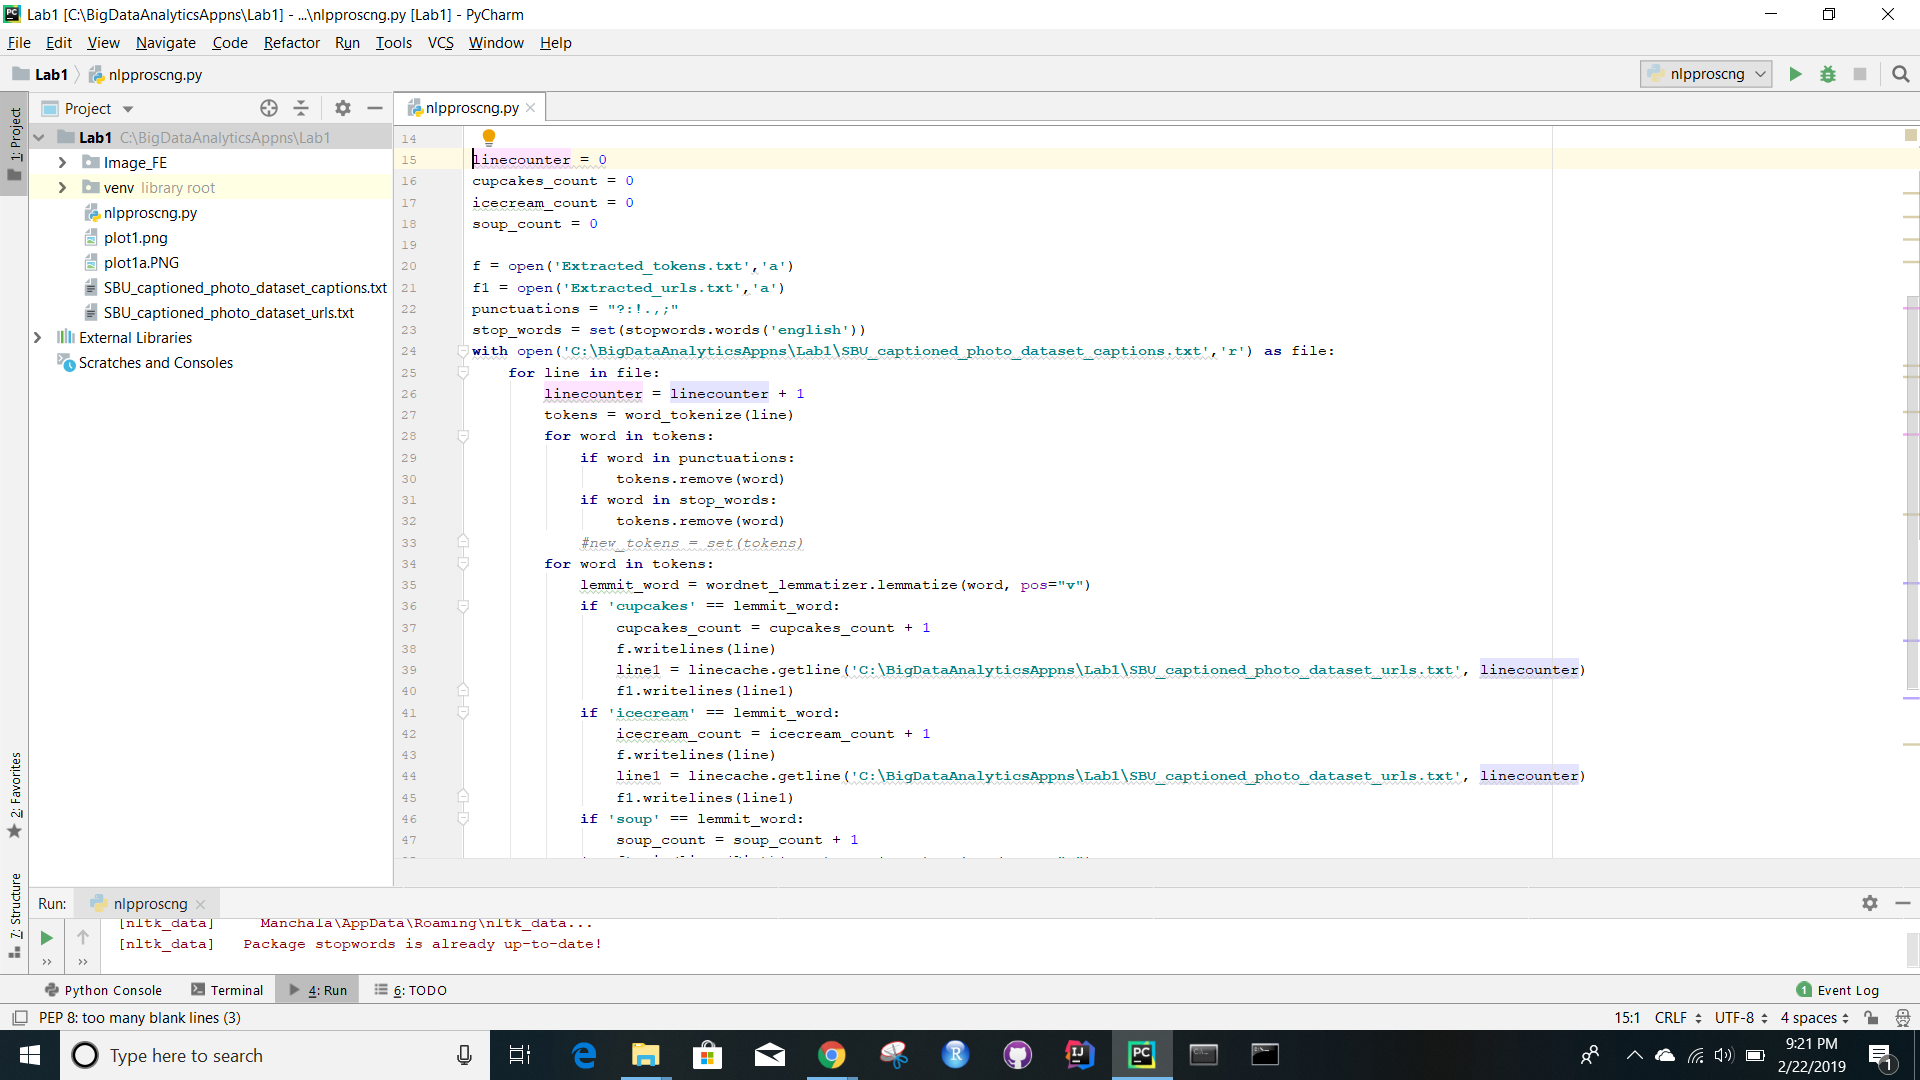 Lab1 [C:\BigDataAnalyticsAppns\Lab1] - ...\nlpproscng.py [Lab1] - PyCharm
File Edit View Navigate Code Refactor Run Tools VCS Window Help
Lab1 nlpproscng.py
nlpproscng
Project
nlpproscng.py
1: Project
Lab1 C:\BigDataAnalyticsAppns\Lab1
Image_FE
venv library root
nlpproscng.py
plot1.png
plot1a.PNG
SBU_captioned_photo_dataset_captions.txt
SBU_captioned_photo_dataset_urls.txt
External Libraries
Scratches and Consoles
2: Favorites
7: Structure
14
15 linecounter = 0
16 cupcakes_count = 0
17 icecream_count = 0
18 soup_count = 0
19
20 f = open('Extracted_tokens.txt','a')
21 f1 = open('Extracted_urls.txt','a')
22 punctuations = "?:!.,;"
23 stop_words = set(stopwords.words('english'))
24 with open('C:\BigDataAnalyticsAppns\Lab1\SBU_captioned_photo_dataset_captions.txt','r') as file:
25 for line in file:
26 linecounter = linecounter + 1
27 tokens = word_tokenize(line)
28 for word in tokens:
29 if word in punctuations:
30 tokens.remove(word)
31 if word in stop_words:
32 tokens.remove(word)
33 #new_tokens = set(tokens)
34 for word in tokens:
35 lemmit_word = wordnet_lemmatizer.lemmatize(word, pos="v")
36 if 'cupcakes' == lemmit_word:
37 cupcakes_count = cupcakes_count + 1
38 f.writelines(line)
39 line1 = linecache.getline('C:\BigDataAnalyticsAppns\Lab1\SBU_captioned_photo_dataset_urls.txt', linecounter)
40 f1.writelines(line1)
41 if 'icecream' == lemmit_word:
42 icecream_count = icecream_count + 1
43 f.writelines(line)
44 line1 = linecache.getline('C:\BigDataAnalyticsAppns\Lab1\SBU_captioned_photo_dataset_urls.txt', linecounter)
45 f1.writelines(line1)
46 if 'soup' == lemmit_word:
47 soup_count = soup_count + 1
Run: nlpproscng
[nltk_data] Manchala\AppData\Roaming\nltk_data...
[nltk_data] Package stopwords is already up-to-date!
Python Console Terminal 4: Run 6: TODO
1 Event Log
PEP 8: too many blank lines (3)
15:1 CRLF UTF-8 4 spaces
Type here to search
9:21 PM
2/22/2019
1